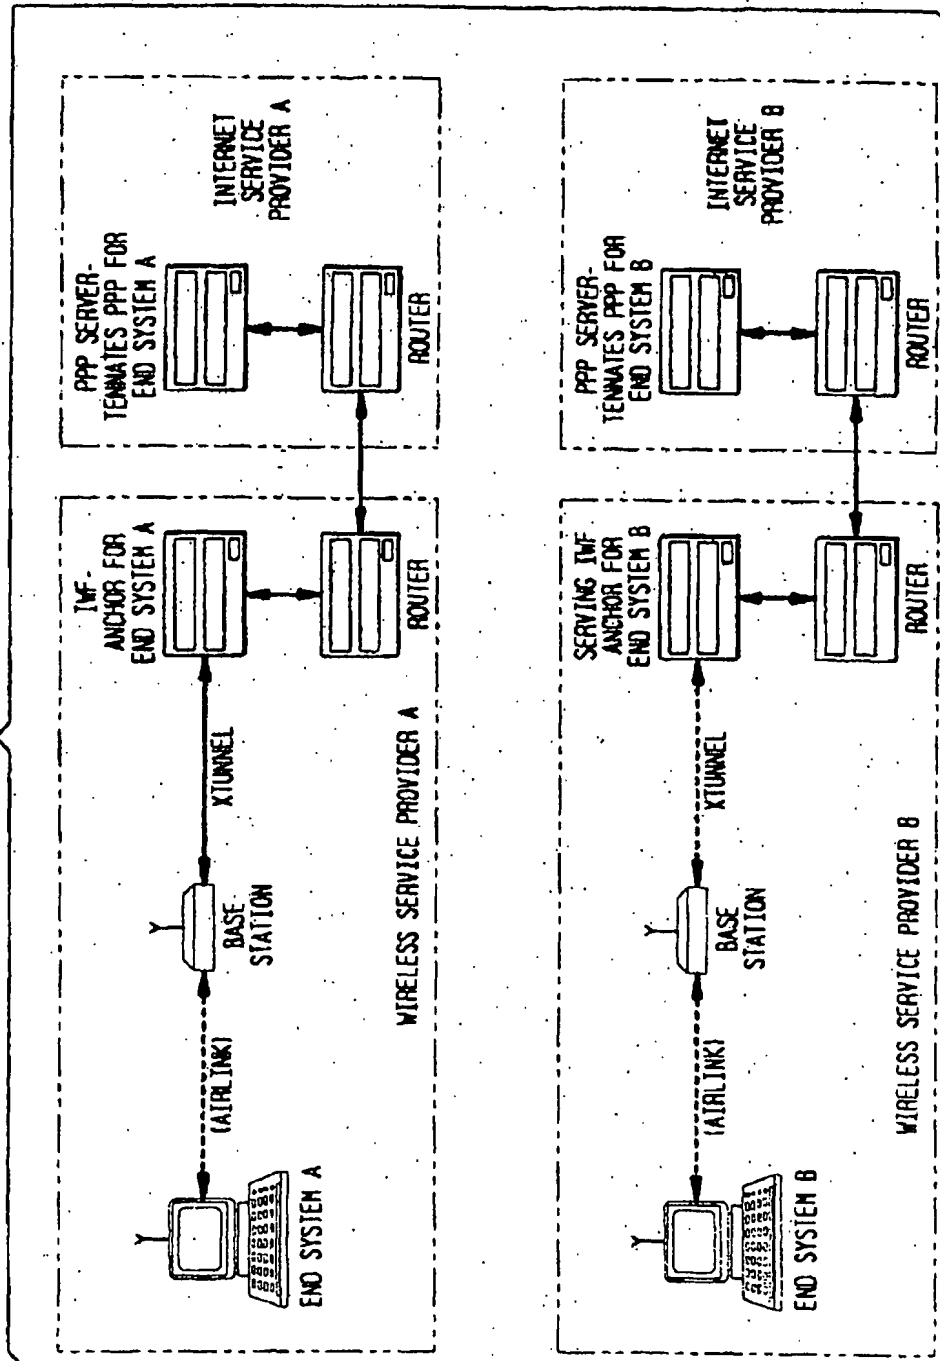 PPP SERVER-
TENNATES PPP FOR
END SYSTEM A
INTERNET
SERVICE
PROVIDER A
ROUTER
IWF-
ANCHOR FOR
END SYSTEM A
ROUTER
XTUNNEL
BASE
STATION
(AIRLINK)
END SYSTEM A
WIRELESS SERVICE PROVIDER A
PPP SERVER-
TENNATES PPP FOR
END SYSTEM B
INTERNET
SERVICE
PROVIDER B
ROUTER
SERVING IWF
ANCHOR FOR
END SYSTEM B
ROUTER
XTUNNEL
BASE
STATION
(AIRLINK)
END SYSTEM B
WIRELESS SERVICE PROVIDER B